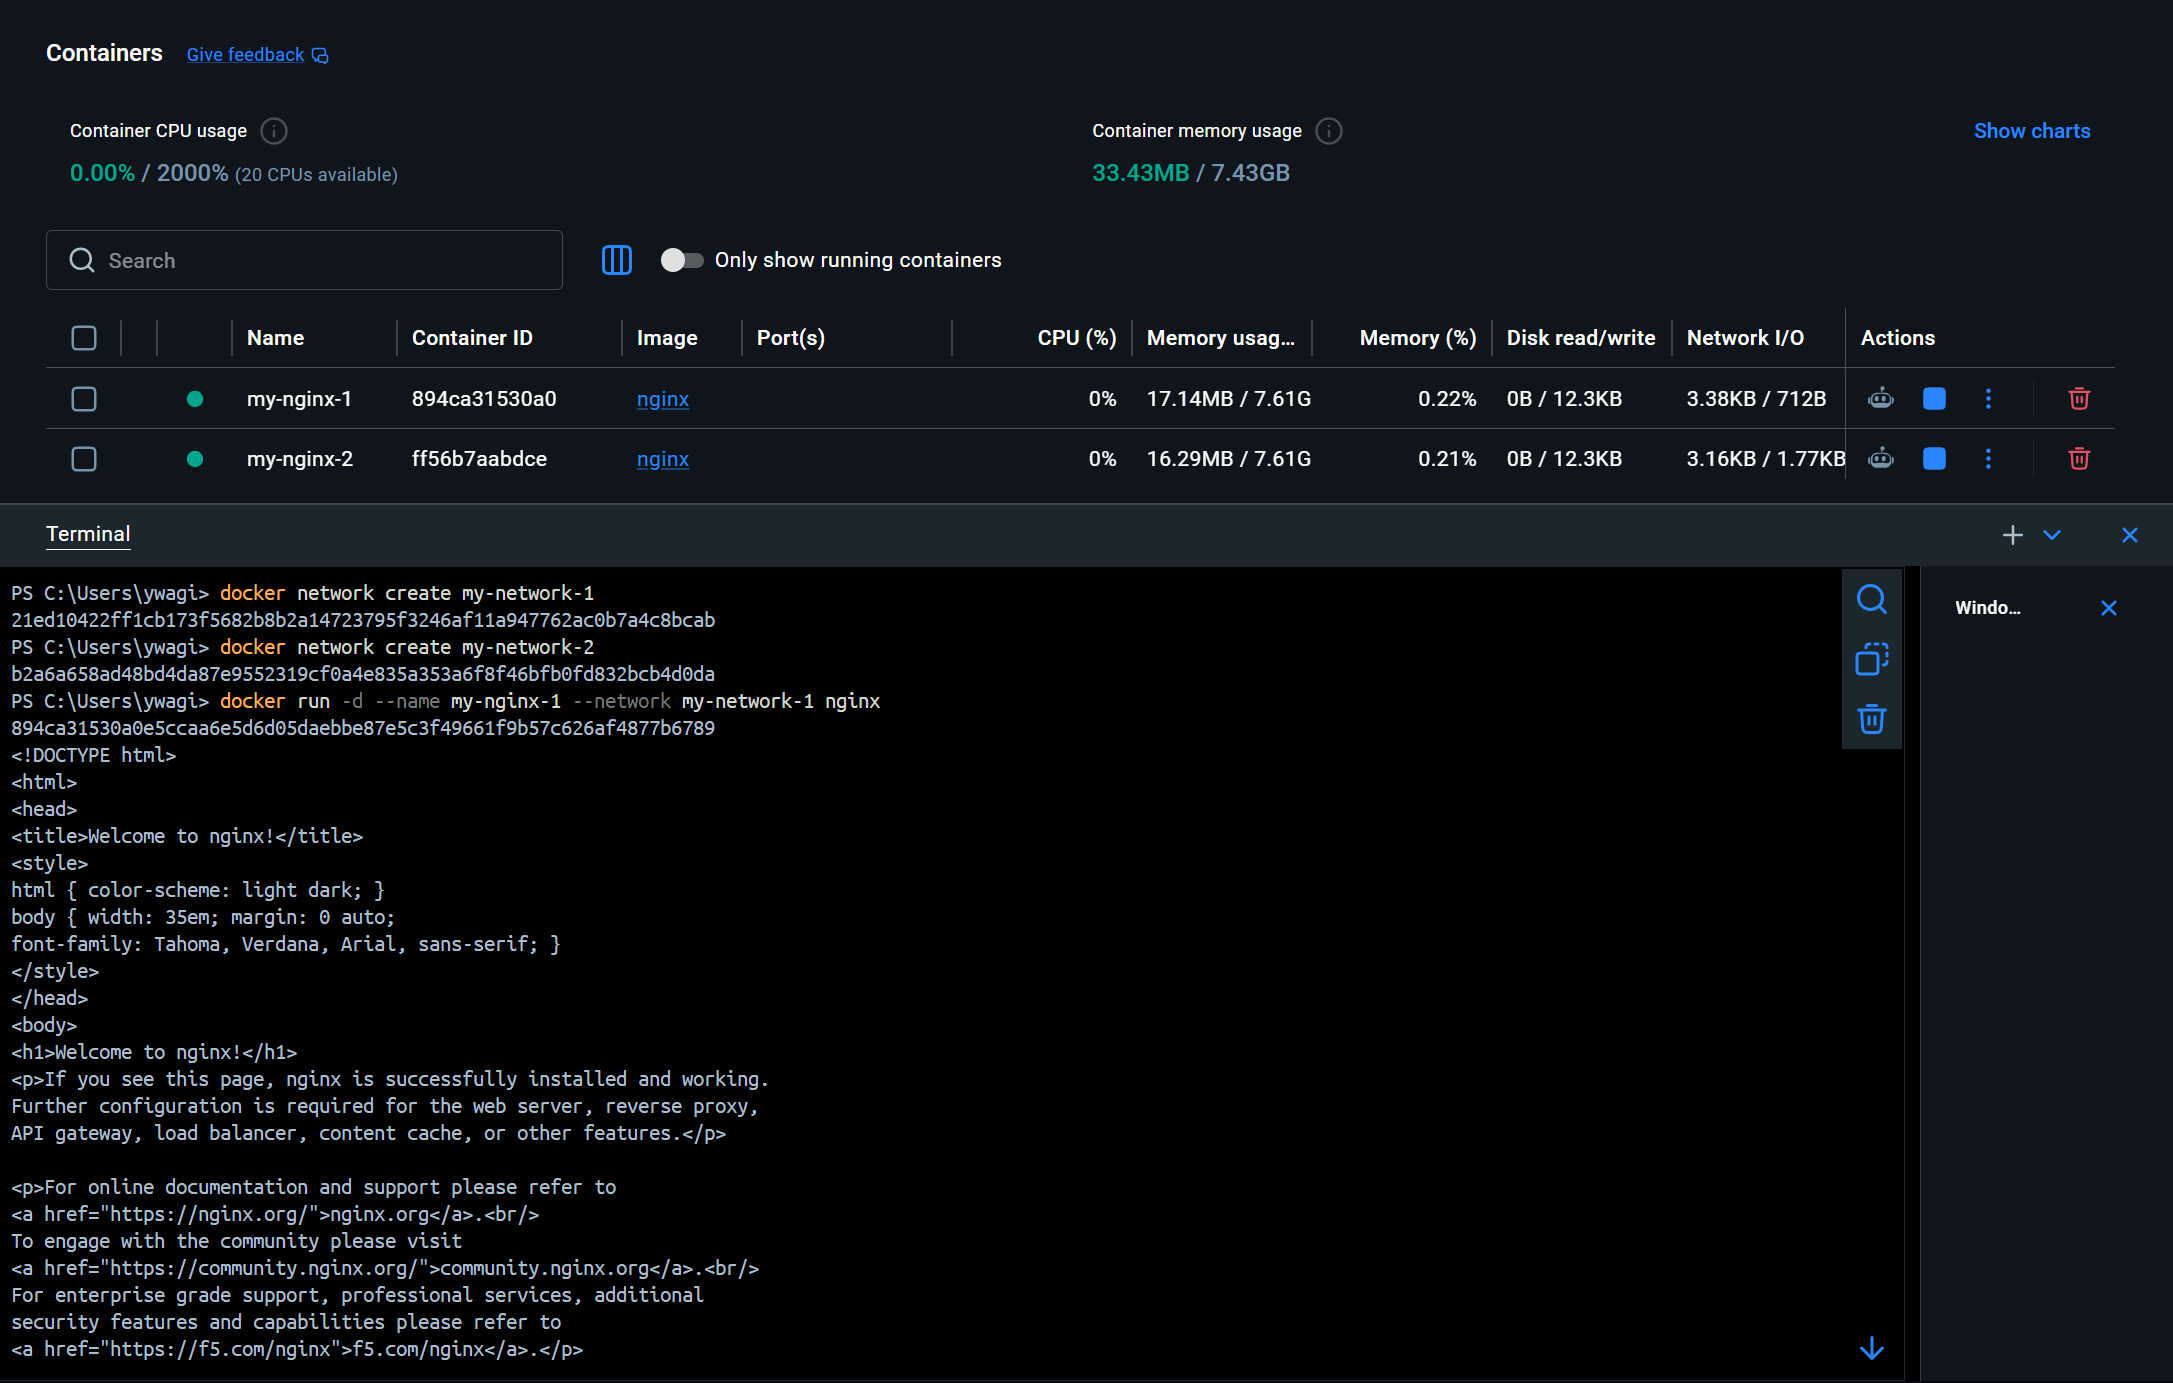 Containers Give feedback
Container CPU usage
0.00% / 2000% (20 CPUs available)
Container memory usage
33.43MB / 7.43GB
Show charts
Search
Only show running containers
Name Container ID Image Port(s) CPU (%) Memory usag... Memory (%) Disk read/write Network I/O Actions
my-nginx-1 894ca31530a0 nginx 0% 17.14MB / 7.61G 0.22% 0B / 12.3KB 3.38KB / 712B
my-nginx-2 ff56b7aabdce nginx 0% 16.29MB / 7.61G 0.21% 0B / 12.3KB 3.16KB / 1.77KB
Terminal
PS C:\Users\ywagi> docker network create my-network-1
21ed10422ff1cb173f5682b8b2a14723795f3246af11a947762ac0b7a4c8bcab
PS C:\Users\ywagi> docker network create my-network-2
b2a6a658ad48bd4da87e9552319cf0a4e835a353a6f8f46bfb0fd832bcb4d0da
PS C:\Users\ywagi> docker run -d --name my-nginx-1 --network my-network-1 nginx
894ca31530a0e5ccaa6e5d6d05daebbe87e5c3f49661f9b57c626af4877b6789
<!DOCTYPE html>
<html>
<head>
<title>Welcome to nginx!</title>
<style>
html { color-scheme: light dark; }
body { width: 35em; margin: 0 auto;
font-family: Tahoma, Verdana, Arial, sans-serif; }
</style>
</head>
<body>
<h1>Welcome to nginx!</h1>
<p>If you see this page, nginx is successfully installed and working.
Further configuration is required for the web server, reverse proxy,
API gateway, load balancer, content cache, or other features.</p>
<p>For online documentation and support please refer to
<a href="https://nginx.org/">nginx.org</a>.<br/>
To engage with the community please visit
<a href="https://community.nginx.org/">community.nginx.org</a>.<br/>
For enterprise grade support, professional services, additional
security features and capabilities please refer to
<a href="https://f5.com/nginx">f5.com/nginx</a>.</p>
Windo...